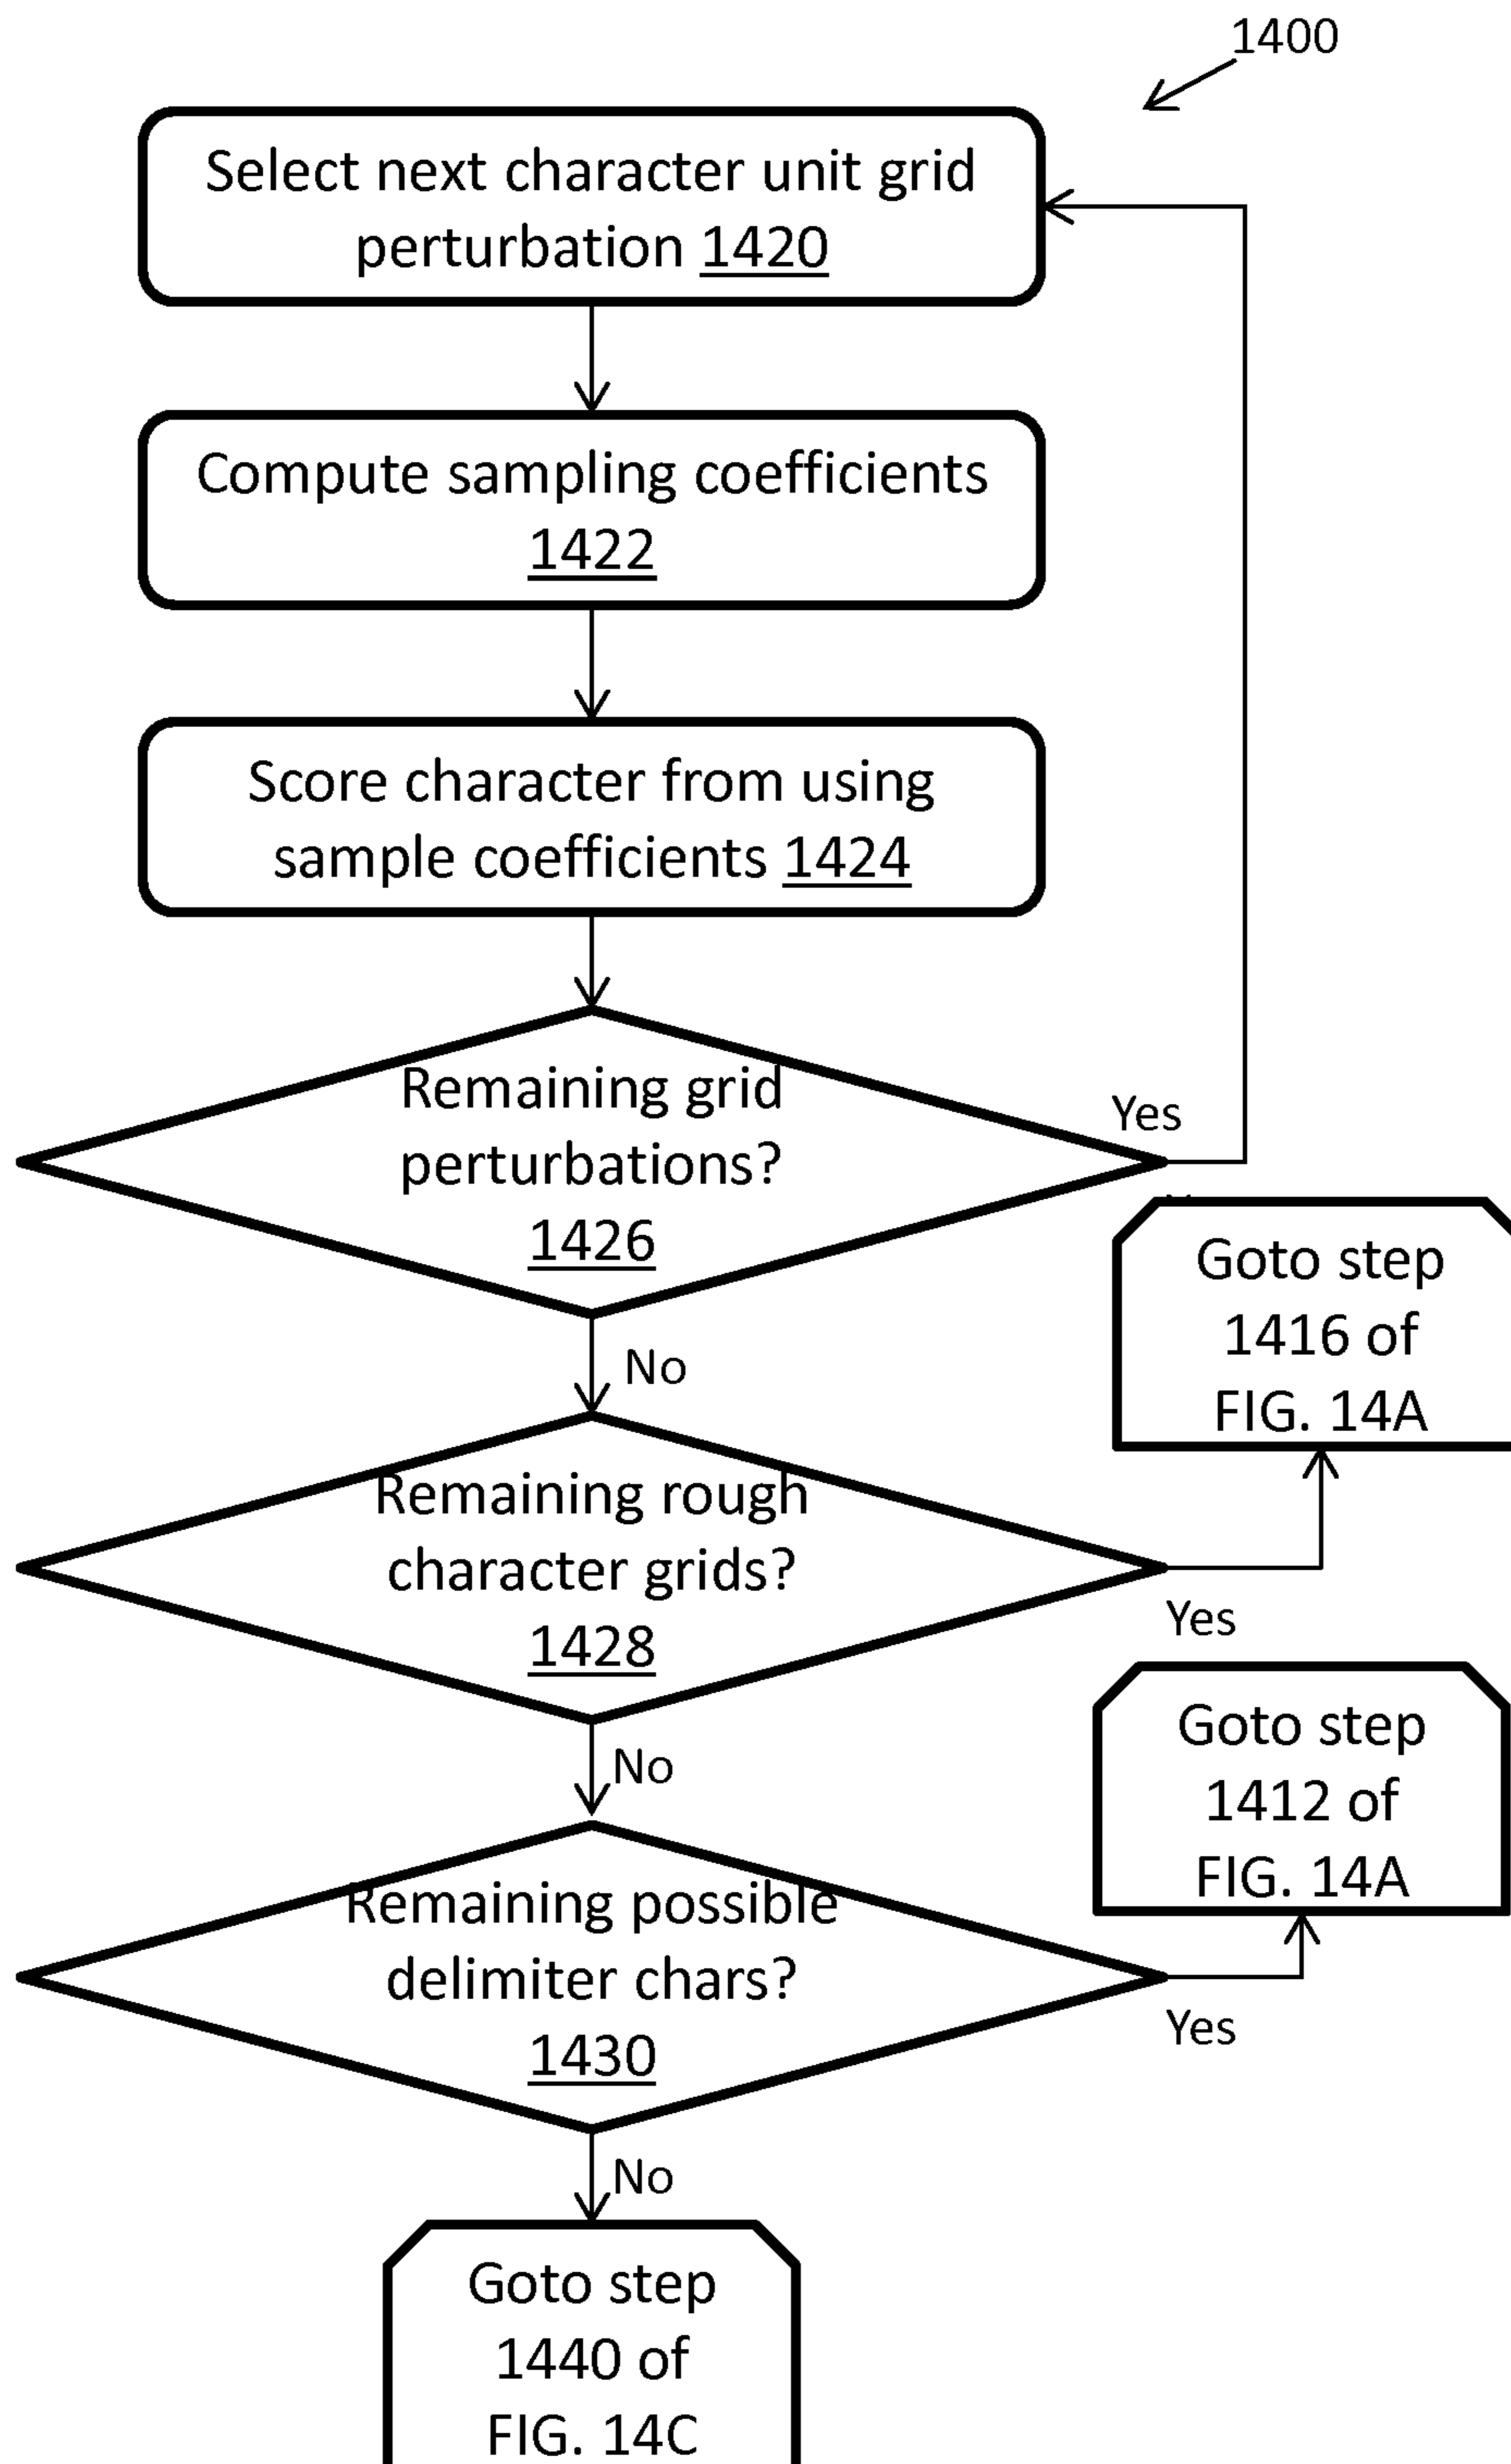 1400
Select next character unit grid
perturbation 1420
Compute sampling coefficients
1422
Score character from using
sample coefficients 1424
Remaining grid
perturbations?
1426
Yes
No
Goto step
1416 of
FIG. 14A
Remaining rough
character grids?
1428
Yes
No
Goto step
1412 of
FIG. 14A
Remaining possible
delimiter chars?
1430
Yes
No
Goto step
1440 of
FIG. 14C